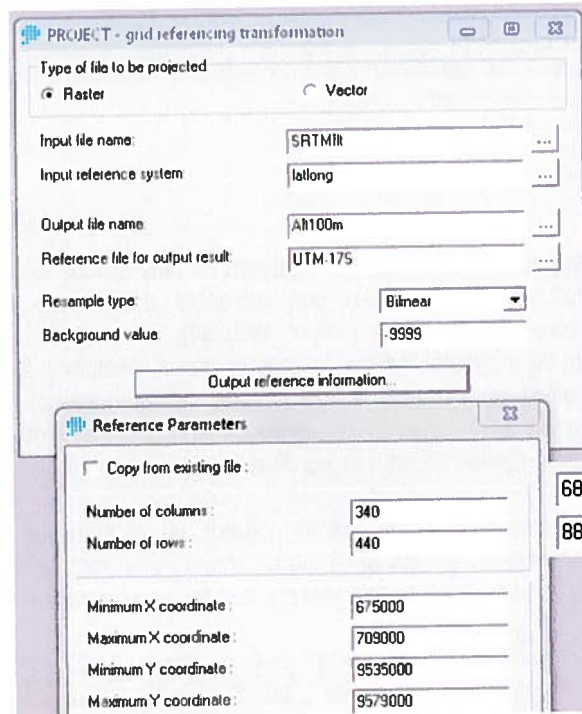 PROJECT - grid referencing transformation
Type of file to be projected
Raster
Vector
Input file name:
SRTMfilt
...
Input reference system:
latlong
...
Output file name:
Alt100m
...
Reference file for output result:
UTM-17S
...
Resample type
Bilinear
Background value
-9999
Output reference information...
Reference Parameters
Copy from existing file :
Number of columns :
340
68
Number of rows :
440
88
Minimum X coordinate :
675000
Maximum X coordinate :
709000
Minimum Y coordinate :
9535000
Maximum Y coordinate :
9579000